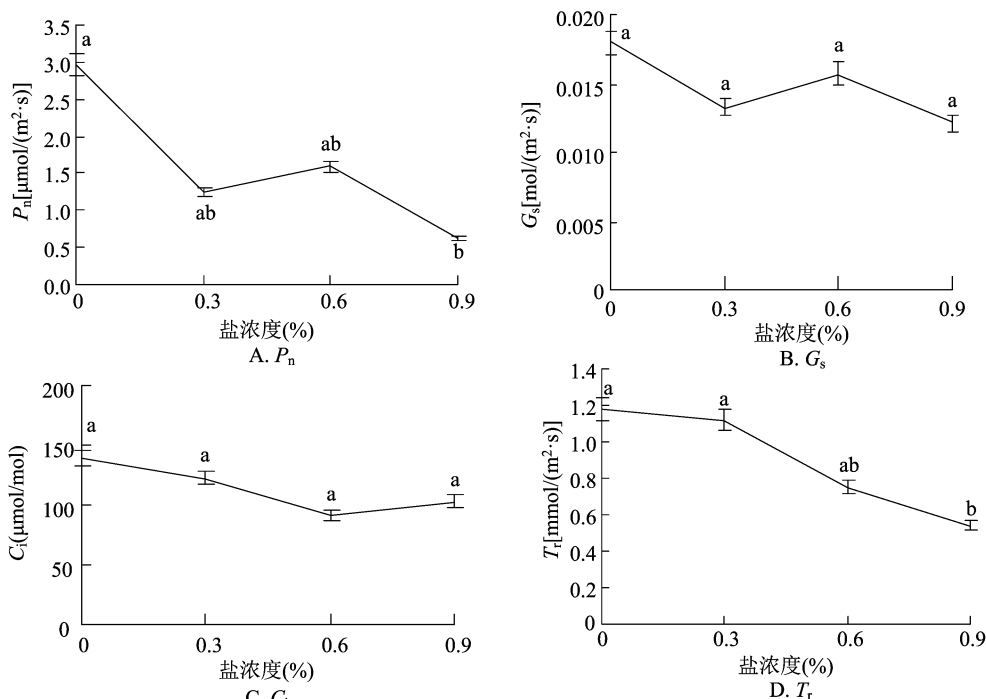 3.5
3.0
2.5
2.0
1.5
1.0
0.5
0.0
Pn[μmol/(m²·s)]
a
ab
ab
b
0 0.3 0.6 0.9
盐浓度(%)
A. Pn
0.020
0.015
0.010
0.005
0
Gs[mol/(m²·s)]
a
a
a
a
0 0.3 0.6 0.9
盐浓度(%)
B. Gs
200
150
100
50
0
Ci(μmol/mol)
a
a
a
a
0 0.3 0.6 0.9
盐浓度(%)
1.4
1.2
1.0
0.8
0.6
0.4
0.2
0
Tr[mmol/(m²·s)]
a
a
ab
b
0 0.3 0.6 0.9
盐浓度(%)
D. Tr